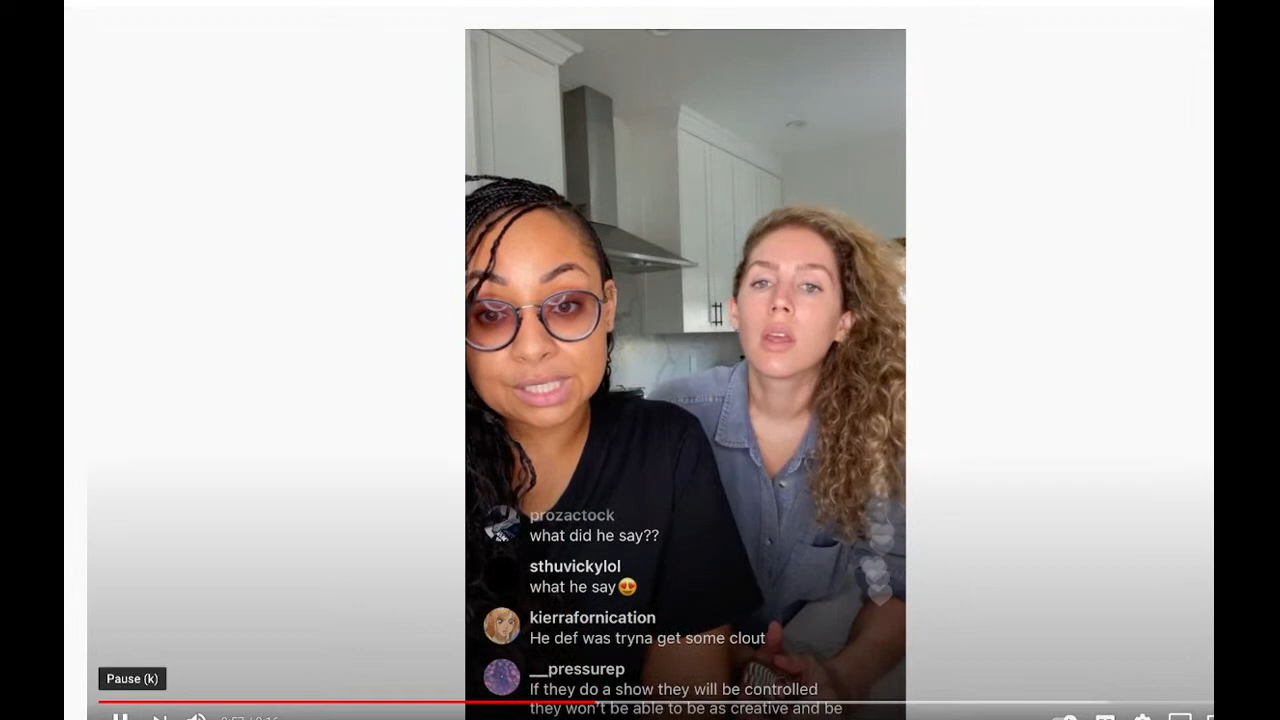 prozactock
what did he say??
sthuvickylol
what he say😍
kierrafornication
He def was tryna get some clout
__pressurep
If they do a show they will be controlled
they won't be able to be as creative and be
Pause (k)